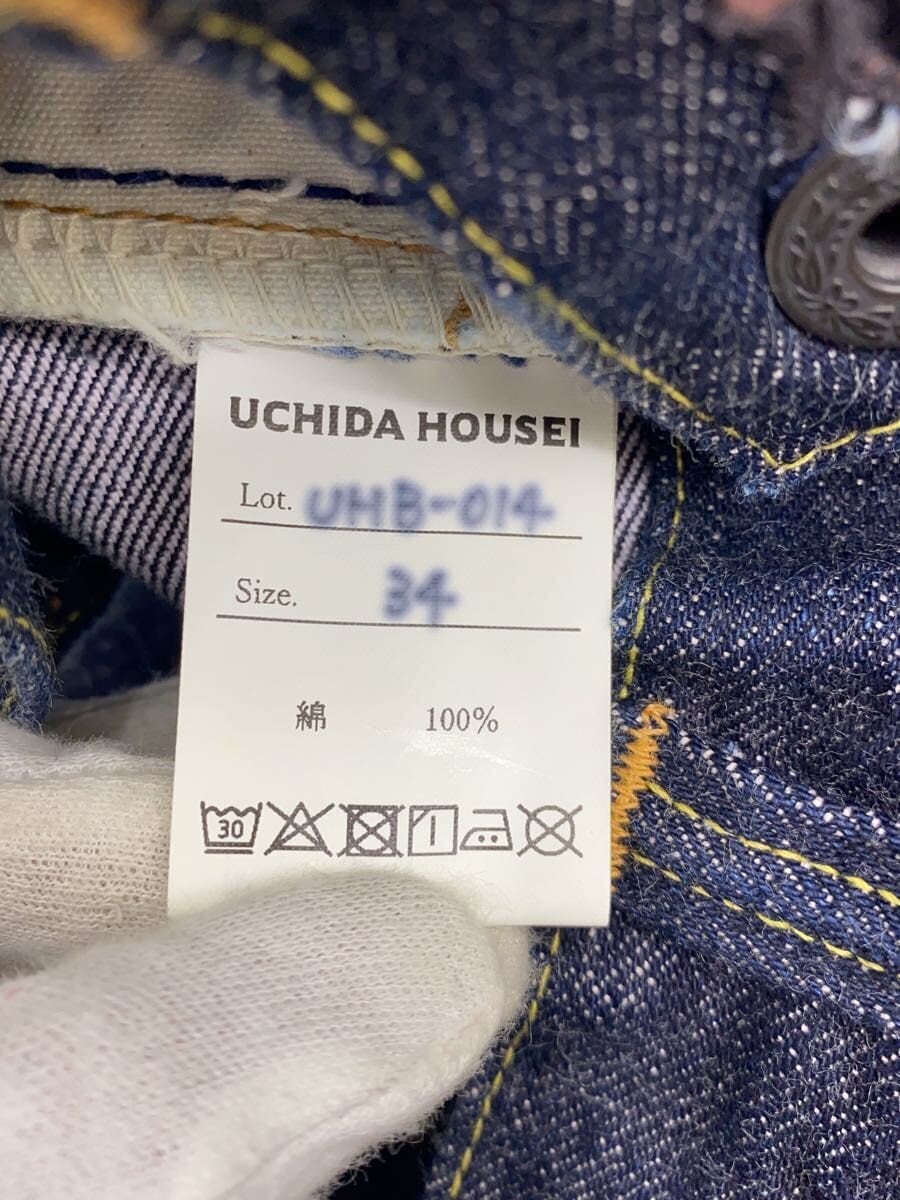 UCHIDA HOUSEI
Lot. UHB-014
Size. 34
綿 100%
30